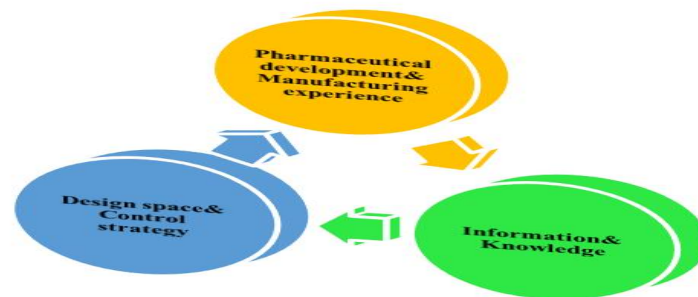 Pharmaceutical
development&
Manufacturing
experience
Design space&
Control
strategy
Information&
Knowledge